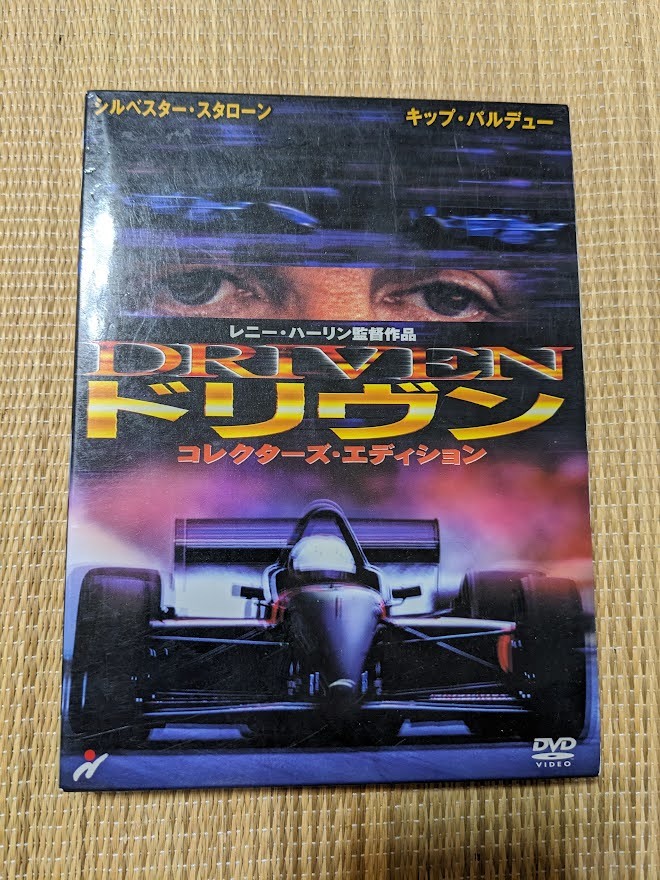 シルベスター・スタローン
キップ・パルデュー
レニー・ハーリン監督作品
DRIVEN
ドリヴン
コレクターズ・エディション
DVD
VIDEO